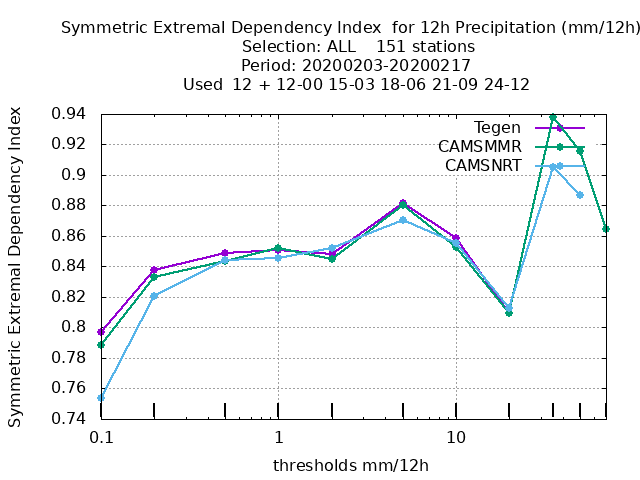 Symmetric Extremal Dependency Index  for 12h Precipitation (mm/12h)
Selection: ALL    151 stations
Period: 20200203-20200217
Used  12 + 12-00 15-03 18-06 21-09 24-12
Symmetric Extremal Dependency Index
0.94
0.92
0.9
0.88
0.86
0.84
0.82
0.8
0.78
0.76
0.74
Tegen
CAMSMMR
CAMSNRT
0.1
1
10
thresholds mm/12h